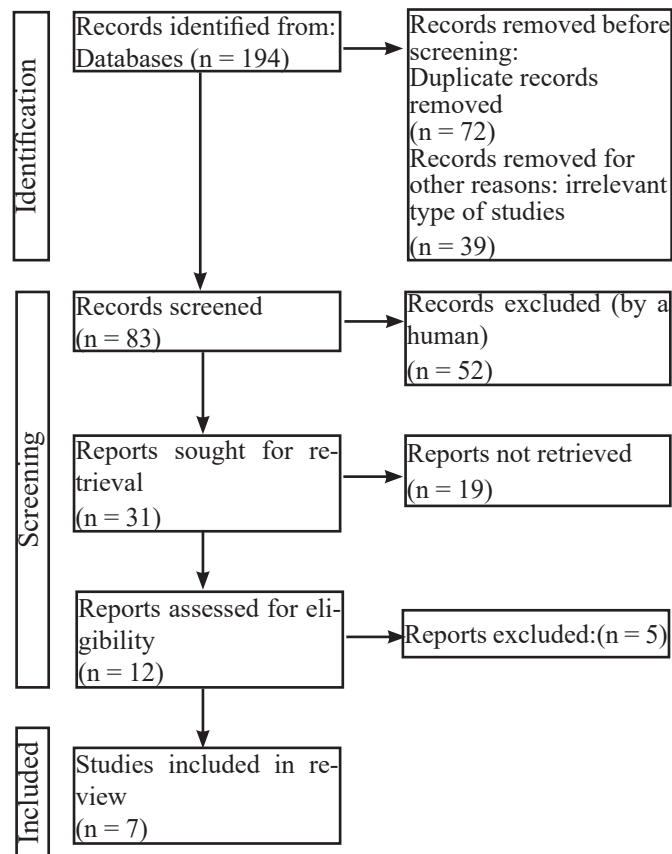 Identification
Records identified from:
Databases (n = 194)
Records removed before
screening:
Duplicate records
removed
(n = 72)
Records removed for
other reasons: irrelevant
type of studies
(n = 39)
Screening
Records screened
(n = 83)
Records excluded (by a
human)
(n = 52)
Reports sought for re-
trieval
(n = 31)
Reports not retrieved
(n = 19)
Reports assessed for eli-
gibility
(n = 12)
Reports excluded:(n = 5)
Included
Studies included in re-
view
(n = 7)